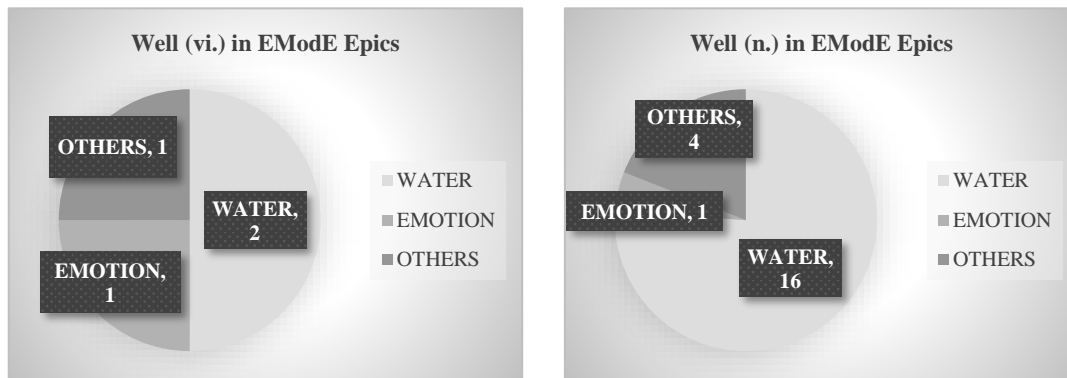 Well (vi.) in EModE Epics
OTHERS, 1
WATER,
2
EMOTION,
1
WATER
EMOTION
OTHERS
Well (n.) in EModE Epics
OTHERS,
4
EMOTION, 1
WATER,
16
WATER
EMOTION
OTHERS